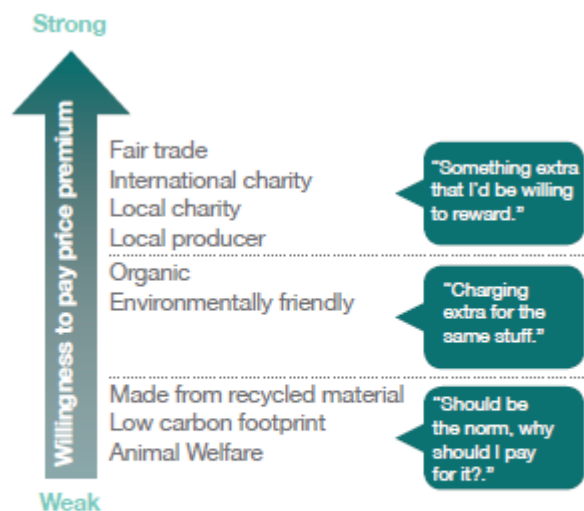 Strong
Willingness to pay price premium
Fair trade
International charity
Local charity
Local producer
"Something extra
that I'd be willing
to reward."
Organic
Environmentally friendly
"Charging
extra for the
same stuff."
Made from recycled material
Low carbon footprint
Animal Welfare
"Should be
the norm, why
should I pay
for it?."
Weak